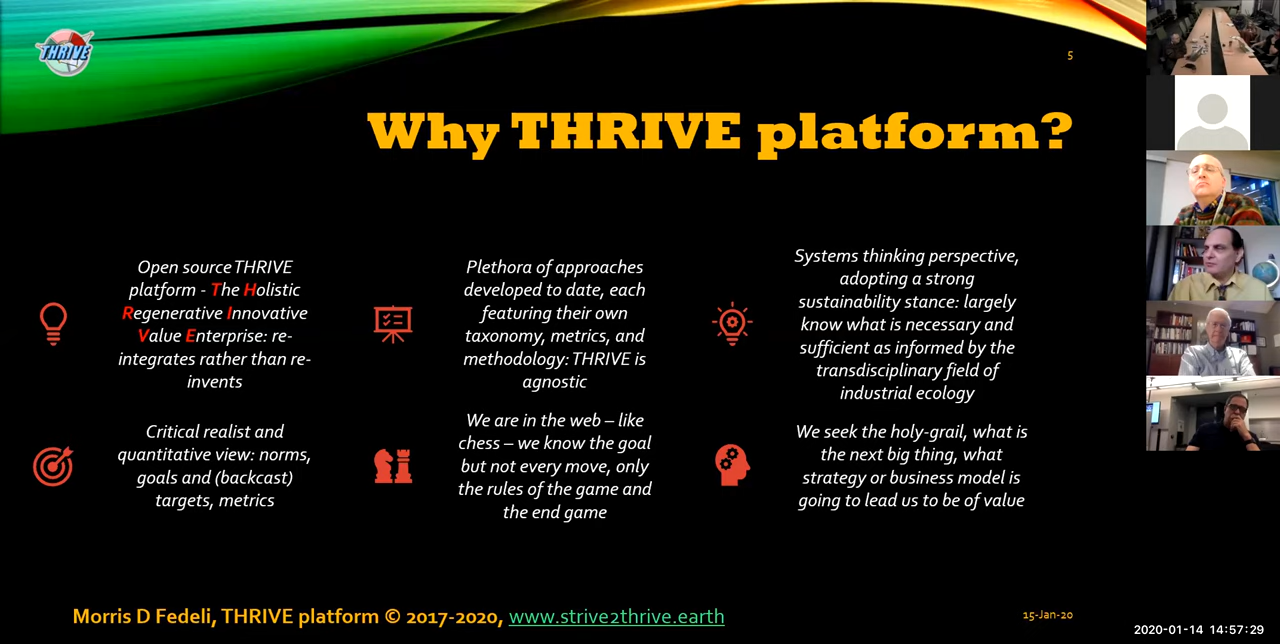 THRIVE
5
Why THRIVE platform?
Open source THRIVE
platform - The Holistic
Regenerative Innovative
Value Enterprise: re-
integrates rather than re-
invents
Plethora of approaches
developed to date, each
featuring their own
taxonomy, metrics, and
methodology: THRIVE is
agnostic
Systems thinking perspective,
adopting a strong
sustainability stance: largely
know what is necessary and
sufficient as informed by the
transdisciplinary field of
industrial ecology
Critical realist and
quantitative view: norms,
goals and (backcast)
targets, metrics
We are in the web – like
chess – we know the goal
but not every move, only
the rules of the game and
the end game
We seek the holy-grail, what is
the next big thing, what
strategy or business model is
going to lead us to be of value
Morris D Fedeli, THRIVE platform © 2017-2020, www.strive2thrive.earth
15-Jan-20
2020-01-14 14:57:29